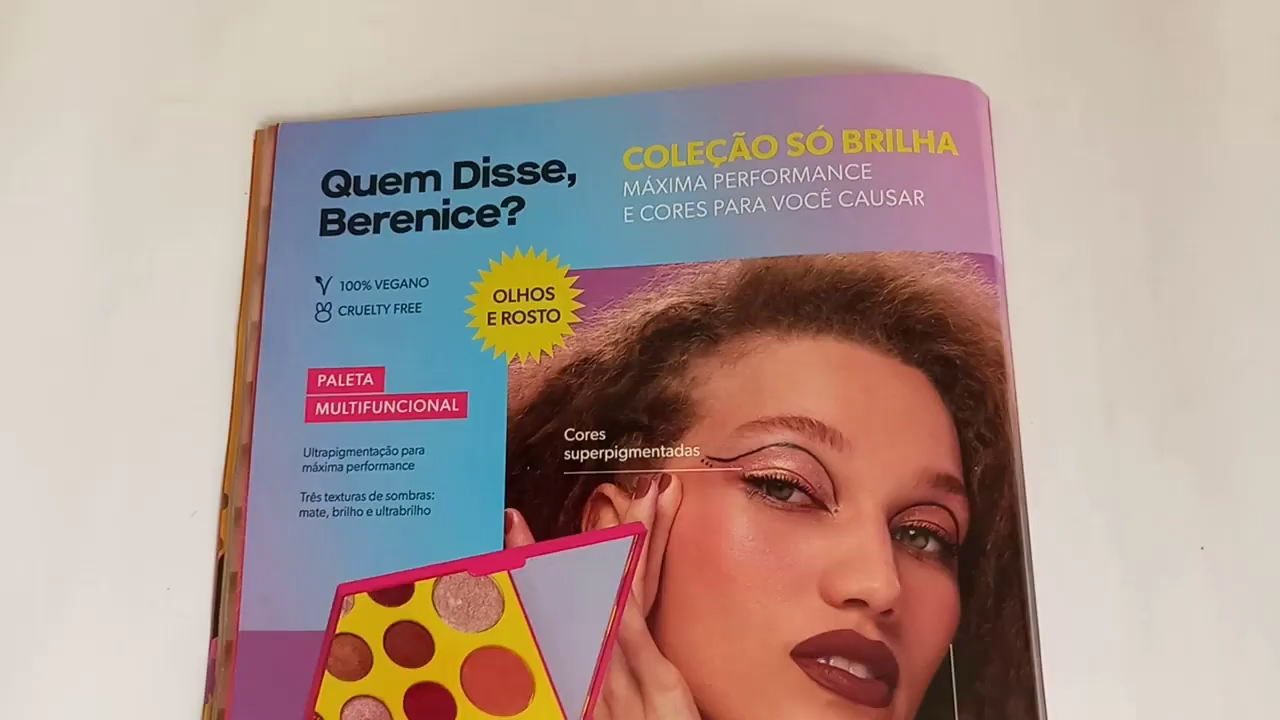 Quem Disse,
Berenice?
COLEÇÃO SÓ BRILHA
MÁXIMA PERFORMANCE
E CORES PARA VOCÊ CAUSAR
100% VEGANO
CRUELTY FREE
OLHOS
E ROSTO
PALETA
MULTIFUNCIONAL
Ultrapigmentação para
máxima performance
Três texturas de sombras:
mate, brilho e ultrabrilho
Cores
superpigmentadas